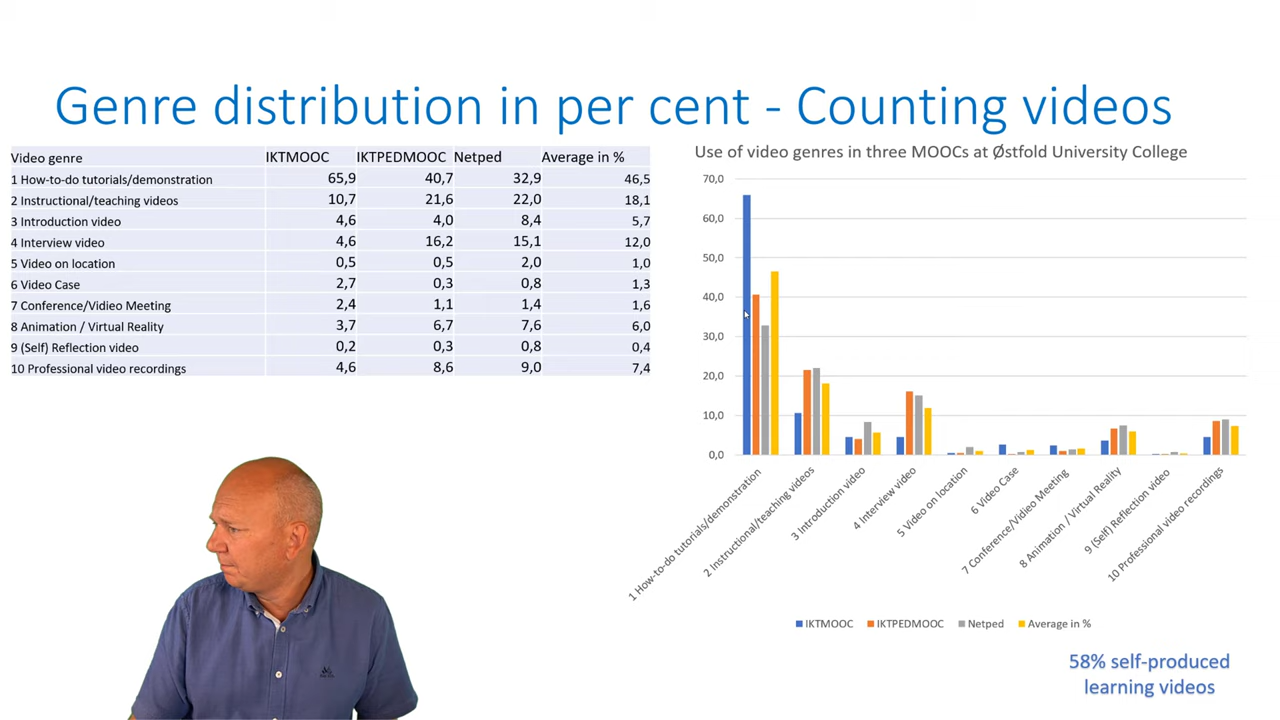 Genre distribution in per cent - Counting videos
Video genre IKTMOOC IKTPEDMOOC Netped Average in %
1 How-to-do tutorials/demonstration 65,9 40,7 32,9 46,5
2 Instructional/teaching videos 10,7 21,6 22,0 18,1
3 Introduction video 4,6 4,0 8,4 5,7
4 Interview video 4,6 16,2 15,1 12,0
5 Video on location 0,5 0,5 2,0 1,0
6 Video Case 2,7 0,3 0,8 1,3
7 Conference/Vidieo Meeting 2,4 1,1 1,4 1,6
8 Animation / Virtual Reality 3,7 6,7 7,6 6,0
9 (Self) Reflection video 0,2 0,3 0,8 0,4
10 Professional video recordings 4,6 8,6 9,0 7,4
Use of video genres in three MOOCs at Østfold University College
70,0
60,0
50,0
40,0
30,0
20,0
10,0
0,0
1 How-to-do tutorials/demonstration
2 Instructional/teaching videos
3 Introduction video
4 Interview video
5 Video on location
6 Video Case
7 Conference/Vidieo Meeting
8 Animation / Virtual Reality
9 (Self) Reflection video
10 Professional video recordings
IKTMOOC IKTPEDMOOC Netped Average in %
58% self-produced
learning videos